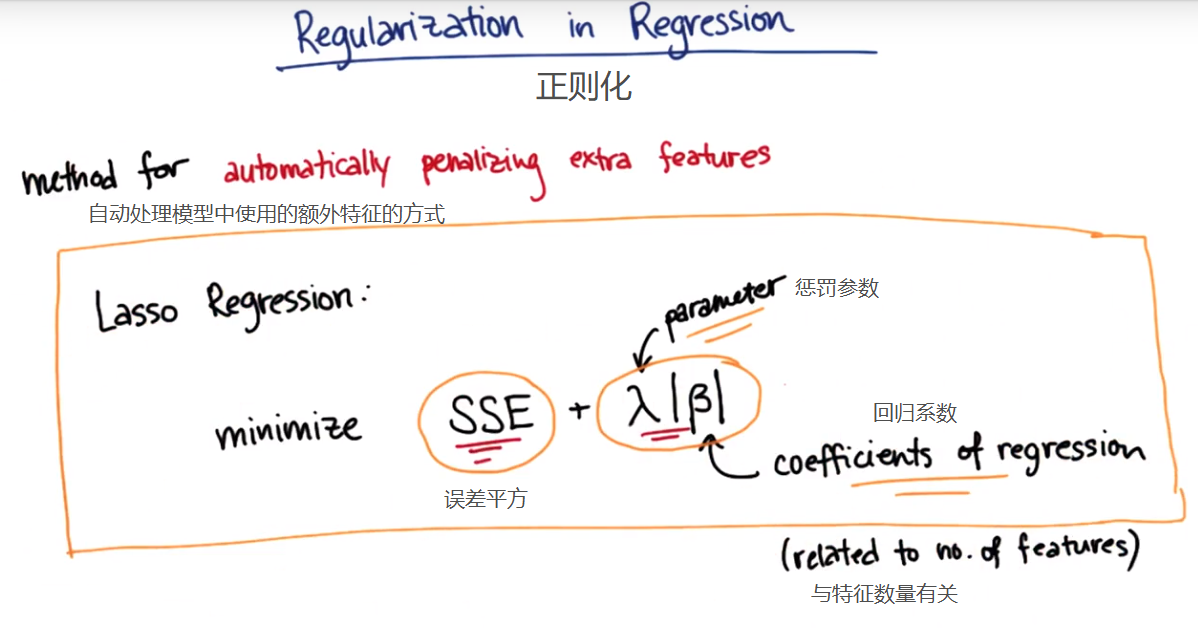 Regularization in Regression
正则化
method for automatically penalizing extra features
自动处理模型中使用的额外特征的方式
Lasso Regression:
parameter 惩罚参数
minimize SSE + λ|β|
回归系数
coefficients of regression
误差平方
(related to no. of features)
与特征数量有关